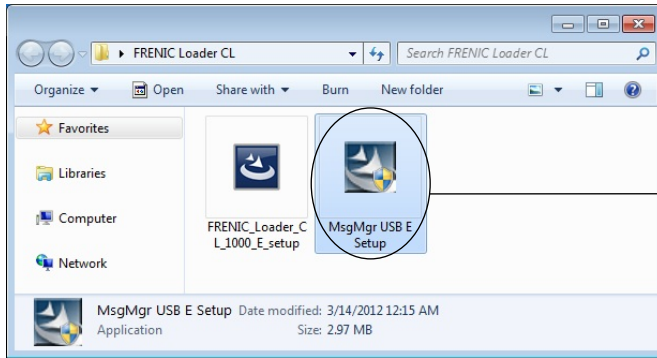 FRENIC Loader CL
Search FRENIC Loader CL
Organize Open Share with Burn New folder
Favorites
Libraries
Computer
Network
FRENIC_Loader_C
L_1000_E_setup
MsgMgr USB E
Setup
MsgMgr USB E Setup Date modified: 3/14/2012 12:15 AM
Application Size: 2.97 MB